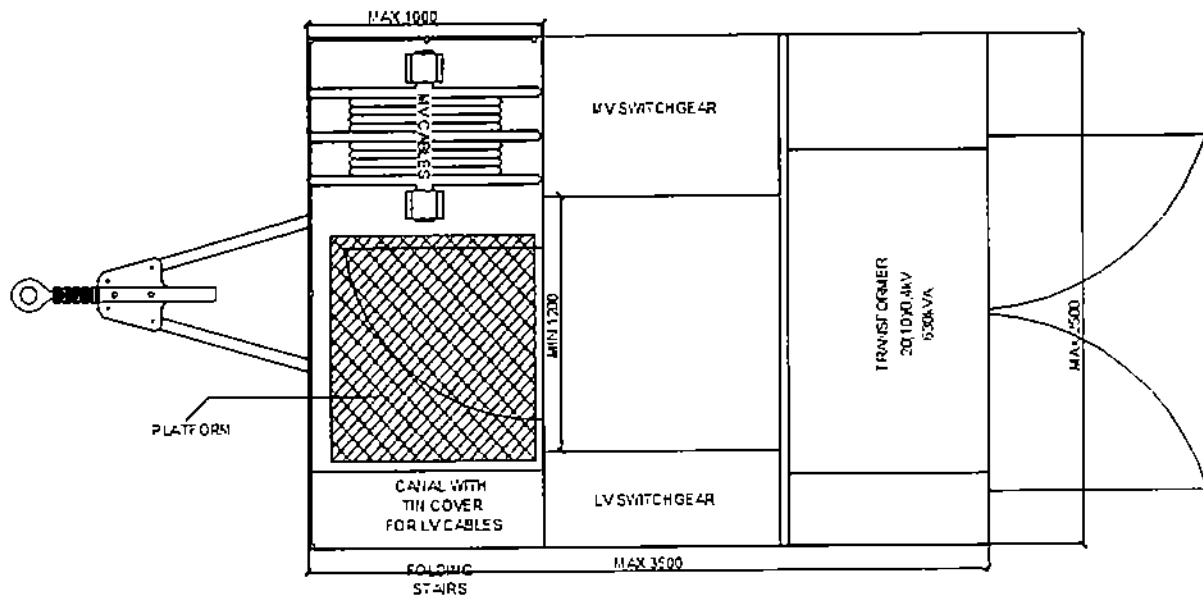 MAX 1000
MV CABLES
MV SWITCHGEAR
MIN 1200
TRANSFORMER
20(10)/0,4kV
630kVA
MAX 2500
PLATFORM
CANAL WITH
TIN COVER
FOR LV CABLES
LV SWITCHGEAR
MAX 3500
FOLDING
STAIRS